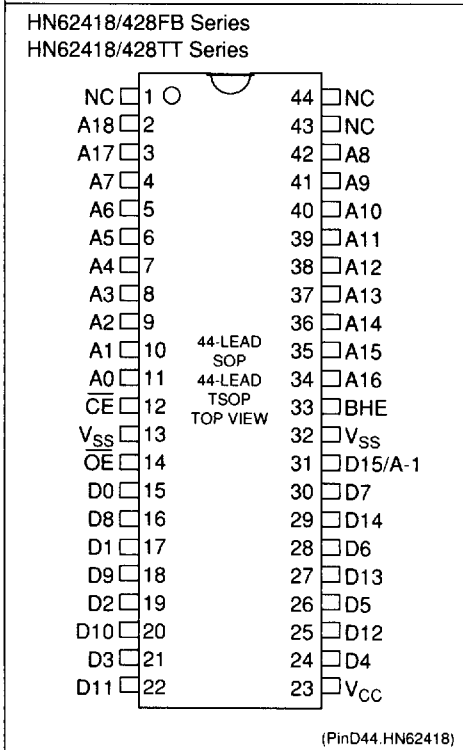 HN62418/428FB Series
HN62418/428TT Series
NC 1 44 NC
A18 2 43 NC
A17 3 42 A8
A7 4 41 A9
A6 5 40 A10
A5 6 39 A11
A4 7 38 A12
A3 8 37 A13
A2 9 36 A14
A1 10 35 A15
A0 11 34 A16
C̅E̅ 12 33 BHE
VSS 13 32 VSS
O̅E̅ 14 31 D15/A-1
D0 15 30 D7
D8 16 29 D14
D1 17 28 D6
D9 18 27 D13
D2 19 26 D5
D10 20 25 D12
D3 21 24 D4
D11 22 23 VCC
44-LEAD
SOP
44-LEAD
TSOP
TOP VIEW
(PinD44.HN62418)